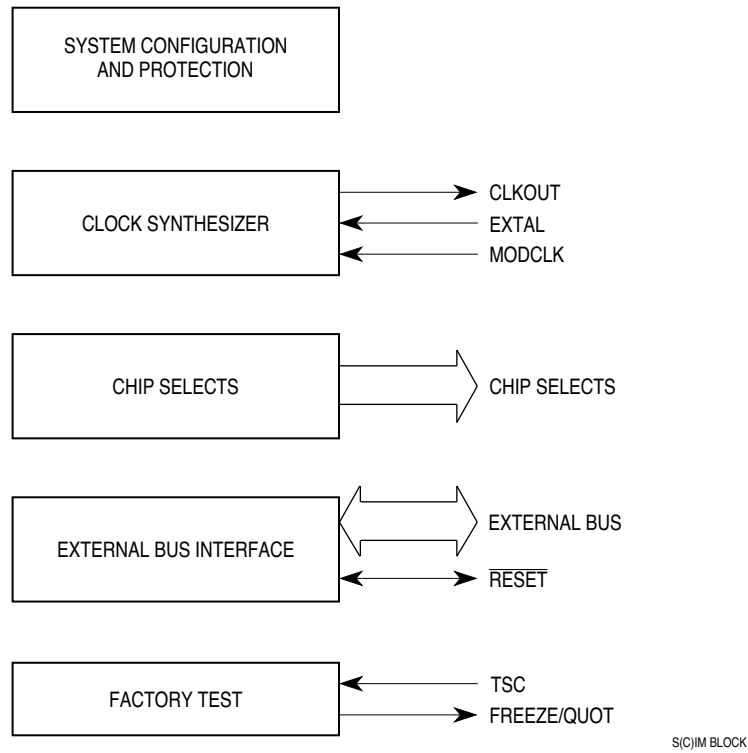 SYSTEM CONFIGURATION
AND PROTECTION
CLOCK SYNTHESIZER
CLKOUT
EXTAL
MODCLK
CHIP SELECTS
CHIP SELECTS
EXTERNAL BUS INTERFACE
EXTERNAL BUS
RESET
FACTORY TEST
TSC
FREEZE/QUOT
S(C)IM BLOCK